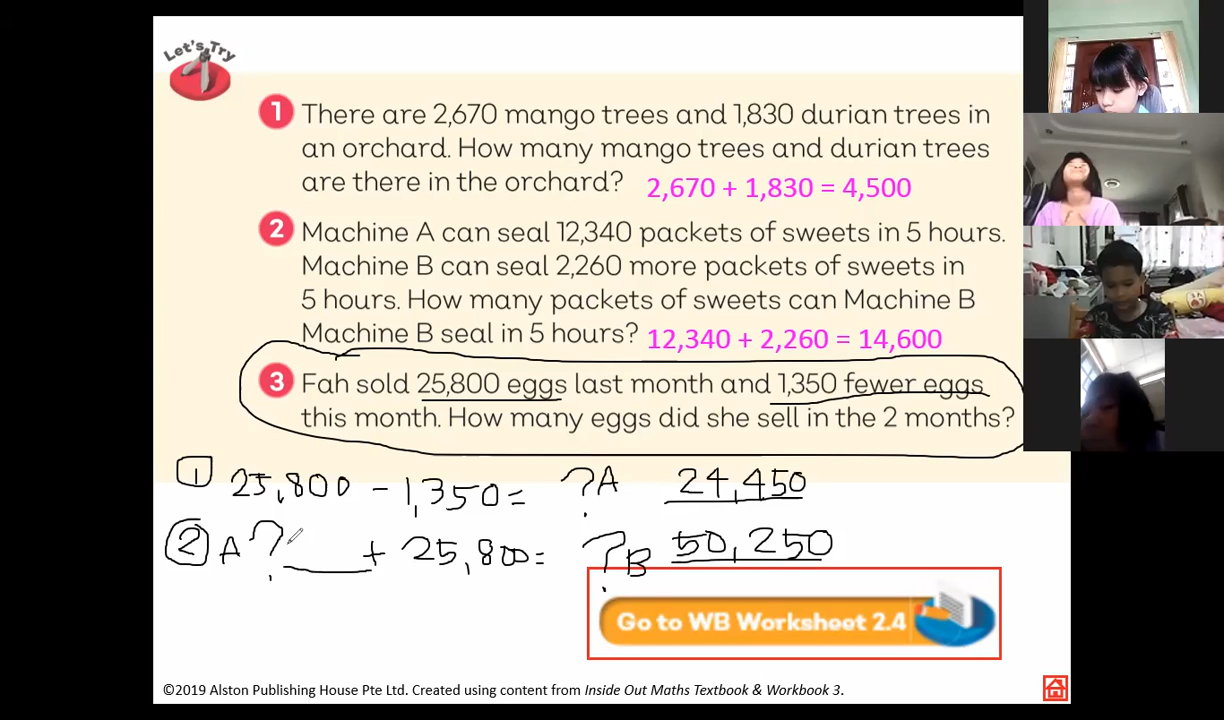 Let's Try
1 There are 2,670 mango trees and 1,830 durian trees in
an orchard. How many mango trees and durian trees
are there in the orchard? 2,670 + 1,830 = 4,500
2 Machine A can seal 12,340 packets of sweets in 5 hours.
Machine B can seal 2,260 more packets of sweets in
5 hours. How many packets of sweets can Machine B
Machine B seal in 5 hours? 12,340 + 2,260 = 14,600
3 Fah sold 25,800 eggs last month and 1,350 fewer eggs
this month. How many eggs did she sell in the 2 months?
1 25,800 - 1,350 = ? A 24,450
2 A ? + 25,800 = ? B 50,250
Go to WB Worksheet 2.4
©2019 Alston Publishing House Pte Ltd. Created using content from Inside Out Maths Textbook & Workbook 3.